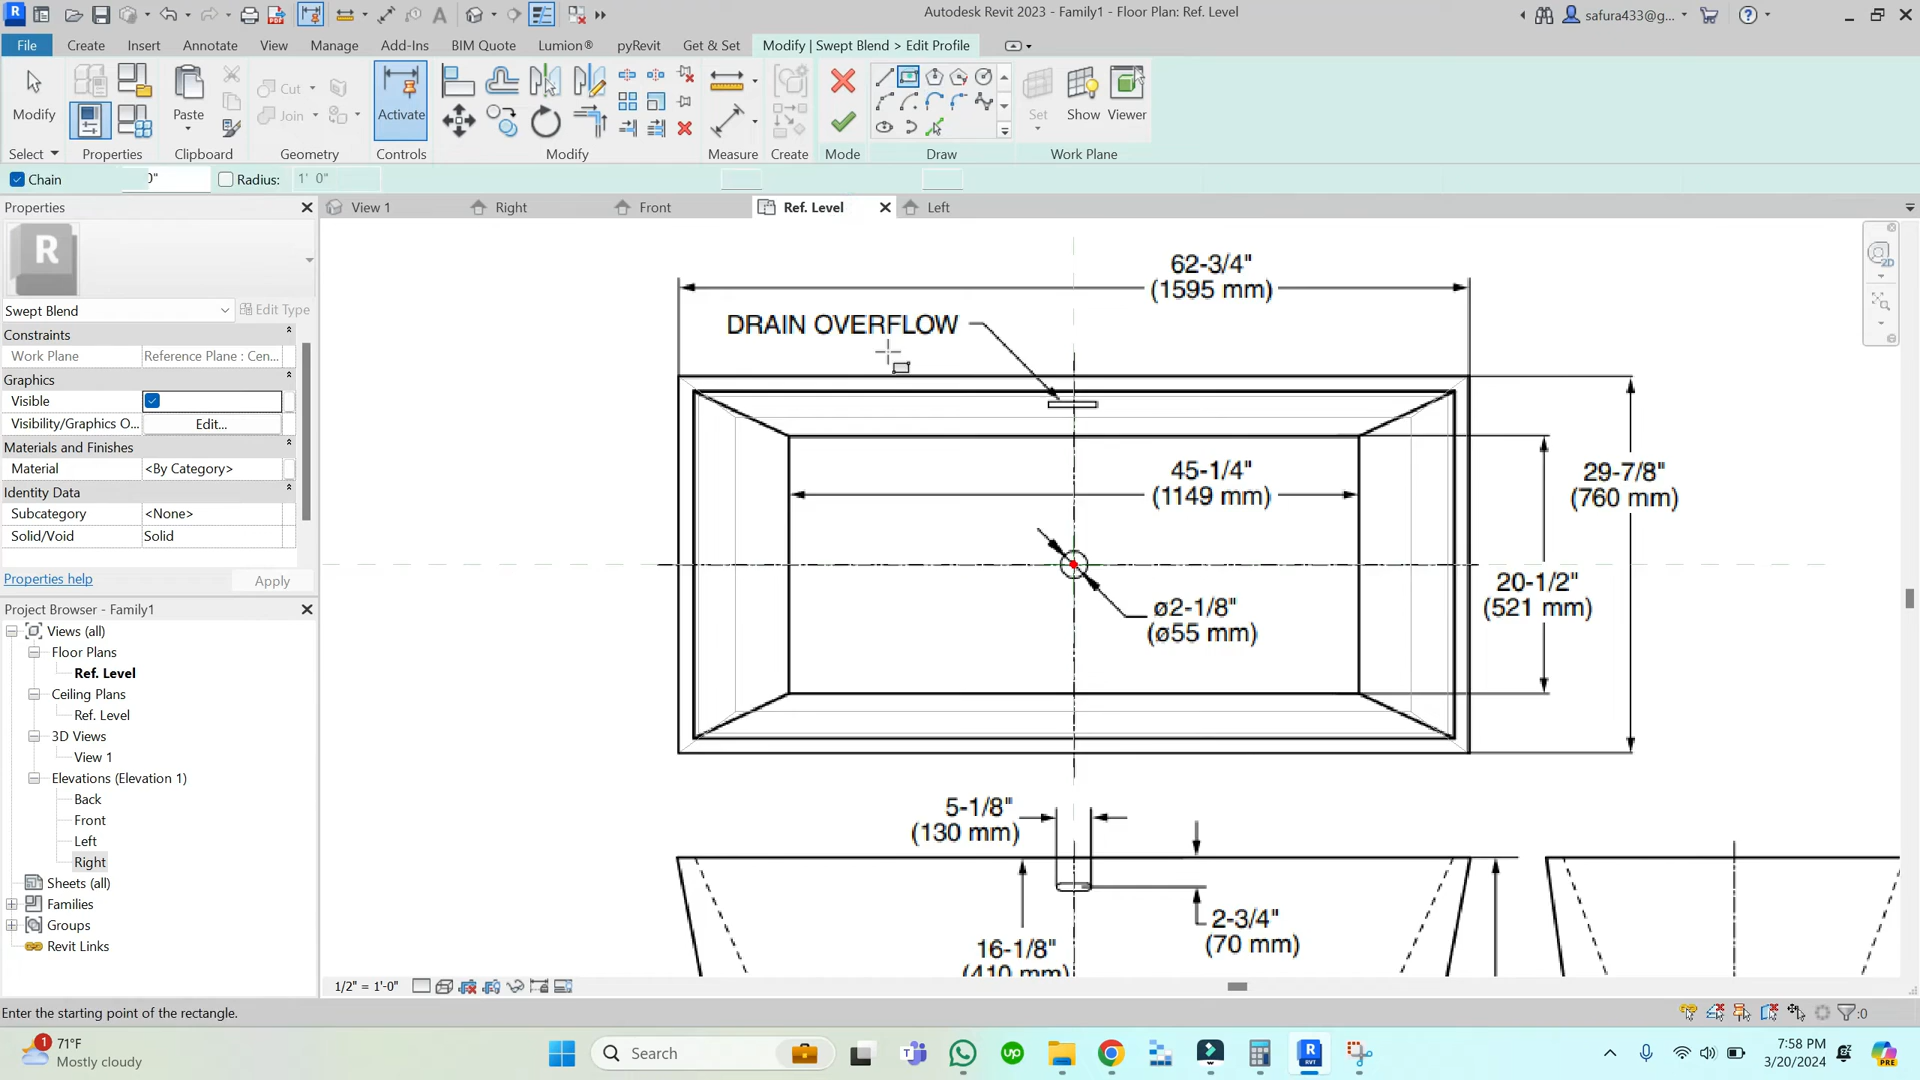 Autodesk Revit 2023 - Family1 - Floor Plan: Ref. Level
safura433@g...
File Create Insert Annotate View Manage Add-Ins BIM Quote Lumion® pyRevit Get & Set Modify | Swept Blend > Edit Profile
Modify
Paste
Cut
Join
Activate
Set
Show
Viewer
Select Properties Clipboard Geometry Controls Modify Measure Create Mode Draw Work Plane
Chain
0"
Radius:
1' 0"
Properties
View 1
Right
Front
Ref. Level
Left
R
Swept Blend
Edit Type
Constraints
Work Plane Reference Plane : Cen...
Graphics
Visible
Visibility/Graphics O... Edit...
Materials and Finishes
Material <By Category>
Identity Data
Subcategory <None>
Solid/Void Solid
Properties help
Apply
Project Browser - Family1
Views (all)
Floor Plans
Ref. Level
Ceiling Plans
Ref. Level
3D Views
View 1
Elevations (Elevation 1)
Back
Front
Left
Right
Sheets (all)
Families
Groups
Revit Links
62-3/4"
(1595 mm)
DRAIN OVERFLOW
45-1/4"
(1149 mm)
29-7/8"
(760 mm)
20-1/2"
(521 mm)
ø2-1/8"
(ø55 mm)
5-1/8"
(130 mm)
2-3/4"
(70 mm)
16-1/8"
(410 mm)
2D
1/2" = 1'-0"
Enter the starting point of the rectangle.
:0
1
71°F
Mostly cloudy
Search
up
RVT
7:58 PM
3/20/2024
PRE